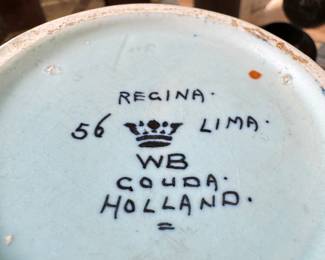 REGINA.
56 LIMA.
WB
GOUDA.
HOLLAND.
=